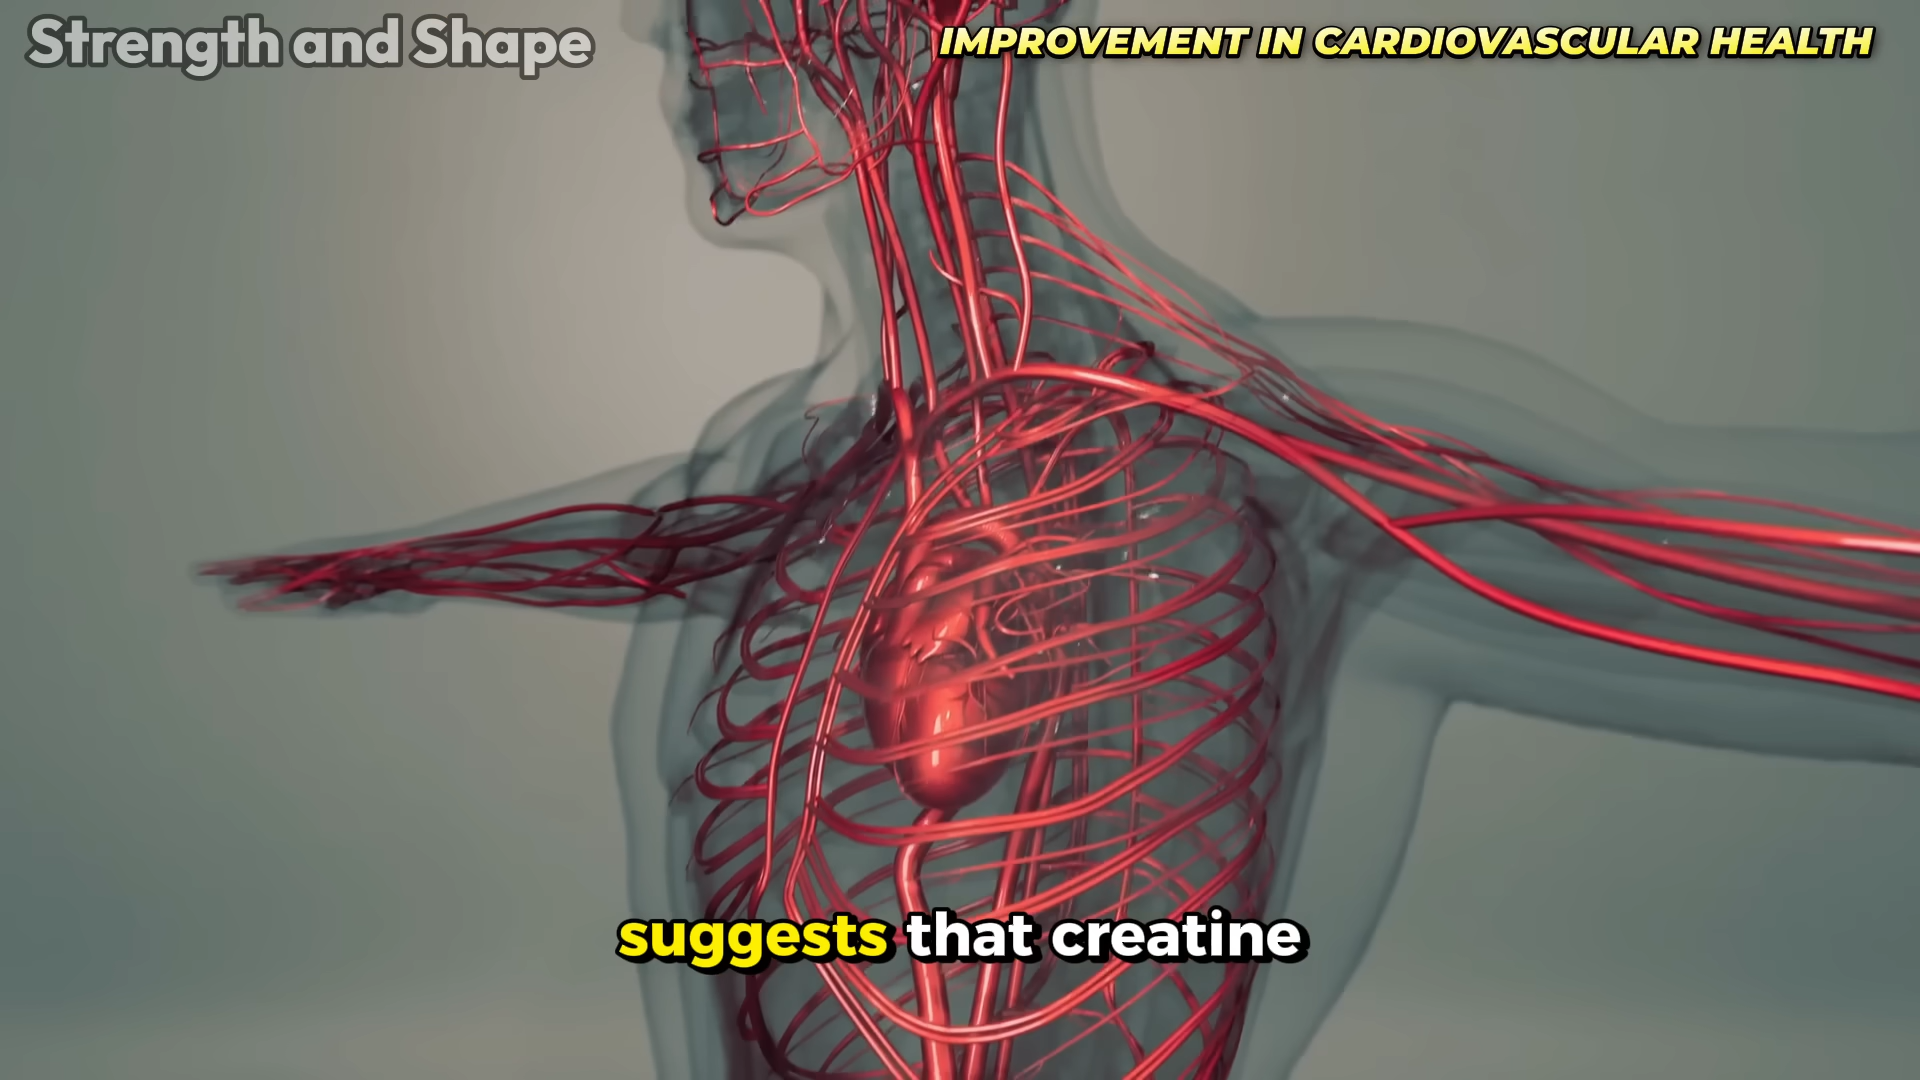 Strength and Shape
IMPROVEMENT IN CARDIOVASCULAR HEALTH
suggests that creatine